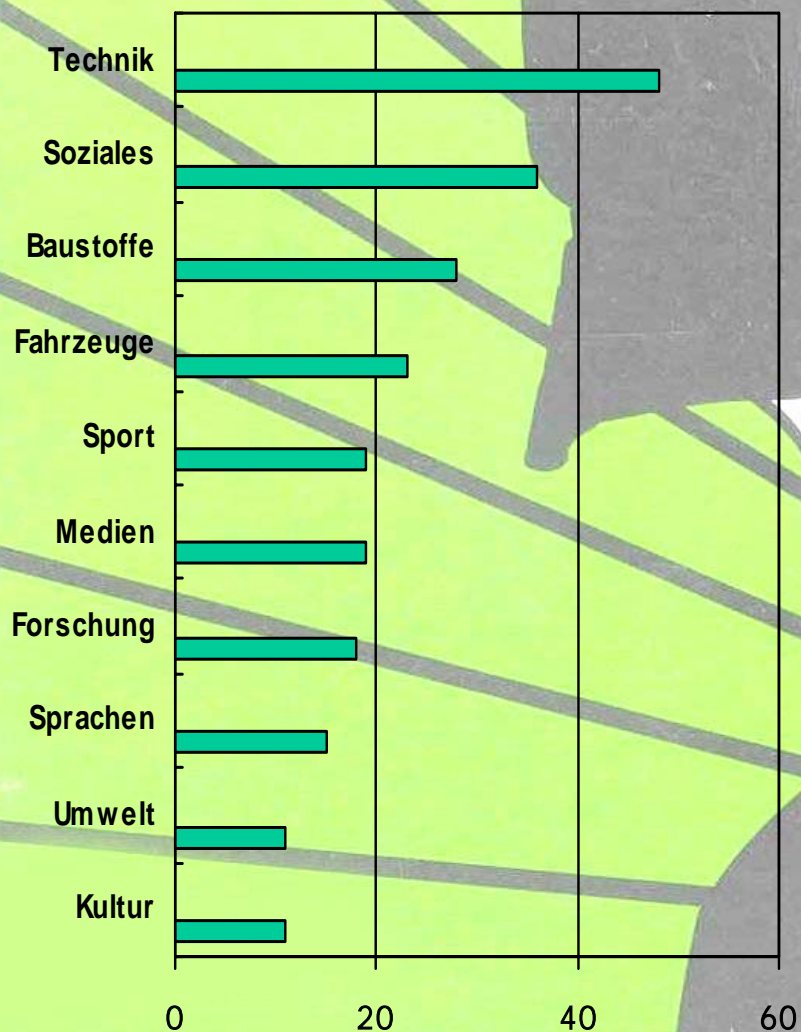 Technik
Soziales
Baustoffe
Fahrzeuge
Sport
Medien
Forschung
Sprachen
Umwelt
Kultur
0 20 40 60